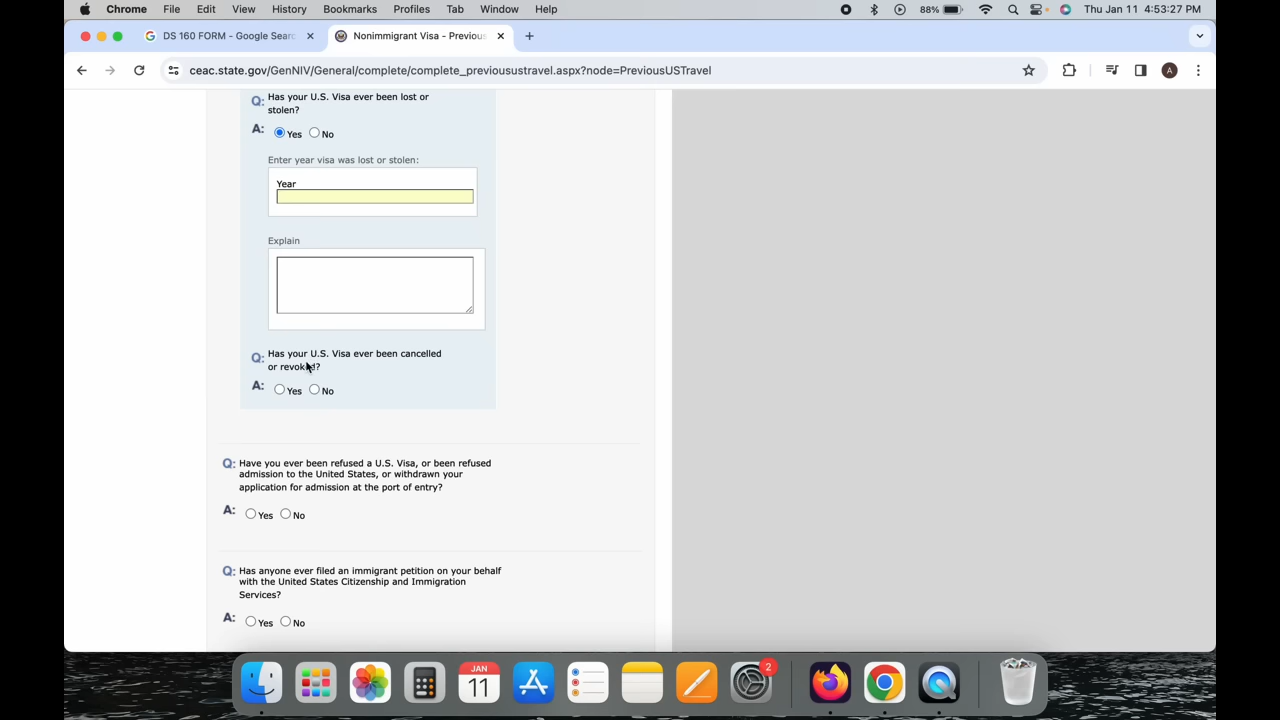 Chrome File Edit View History Bookmarks Profiles Tab Window Help 88% Thu Jan 11 4:53:27 PM
DS 160 FORM - Google Searc
Nonimmigrant Visa - Previous
ceac.state.gov/GenNIV/General/complete/complete_previousustravel.aspx?node=PreviousUSTravel
A
Q: Has your U.S. Visa ever been lost or
stolen?
A: Yes No
Enter year visa was lost or stolen:
Year
Explain
Q: Has your U.S. Visa ever been cancelled
or revoked?
A: Yes No
Q: Have you ever been refused a U.S. Visa, or been refused
admission to the United States, or withdrawn your
application for admission at the port of entry?
A: Yes No
Q: Has anyone ever filed an immigrant petition on your behalf
with the United States Citizenship and Immigration
Services?
A: Yes No
JAN
11
2